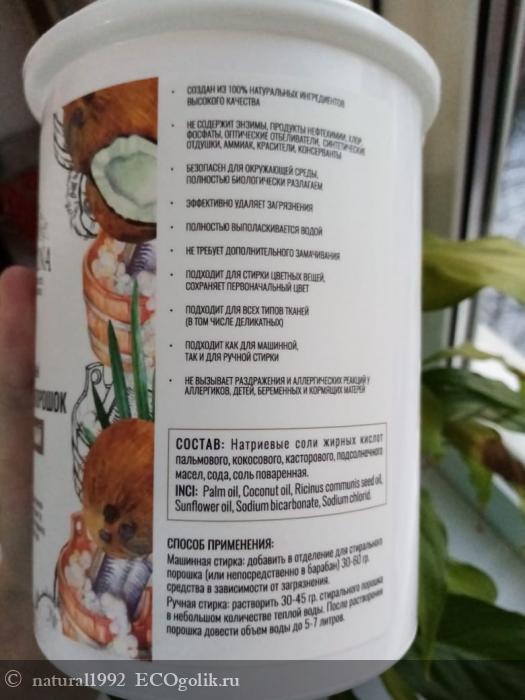 • СОЗДАН ИЗ 100% НАТУРАЛЬНЫХ ИНГРЕДИЕНТОВ
ВЫСОКОГО КАЧЕСТВА
• НЕ СОДЕРЖИТ ЭНЗИМЫ, ПРОДУКТЫ НЕФТЕХИМИИ, ХЛОР
ФОСФАТЫ, ОПТИЧЕСКИЕ ОТБЕЛИВАТЕЛИ, СИНТЕТИЧЕСКИЕ
ОТДУШКИ, АММИАК, КРАСИТЕЛИ, КОНСЕРВАНТЫ
• БЕЗОПАСЕН ДЛЯ ОКРУЖАЮЩЕЙ СРЕДЫ,
ПОЛНОСТЬЮ БИОЛОГИЧЕСКИ РАЗЛАГАЕМ
• ЭФФЕКТИВНО УДАЛЯЕТ ЗАГРЯЗНЕНИЯ
• ПОЛНОСТЬЮ ВЫПОЛАСКИВАЕТСЯ ВОДОЙ
• НЕ ТРЕБУЕТ ДОПОЛНИТЕЛЬНОГО ЗАМАЧИВАНИЯ
• ПОДХОДИТ ДЛЯ СТИРКИ ЦВЕТНЫХ ВЕЩЕЙ,
СОХРАНЯЕТ ПЕРВОНАЧАЛЬНЫЙ ЦВЕТ
• ПОДХОДИТ ДЛЯ ВСЕХ ТИПОВ ТКАНЕЙ
(В ТОМ ЧИСЛЕ ДЕЛИКАТНЫХ)
• ПОДХОДИТ КАК ДЛЯ МАШИННОЙ,
ТАК И ДЛЯ РУЧНОЙ СТИРКИ
• НЕ ВЫЗЫВАЕТ РАЗДРАЖЕНИЯ И АЛЛЕРГИЧЕСКИХ РЕАКЦИЙ У
АЛЛЕРГИКОВ, ДЕТЕЙ, БЕРЕМЕННЫХ И КОРМЯЩИХ МАТЕРЕЙ
ОРОШОК
СОСТАВ: Натриевые соли жирных кислот
пальмового, кокосового, касторового, подсолнечного
масел, сода, соль поваренная.
INCI: Palm oil, Coconut oil, Ricinus communis seed oil,
Sunflower oil, Sodium bicarbonate, Sodium chlorid.
СПОСОБ ПРИМЕНЕНИЯ:
Машинная стирка: добавить в отделение для стирального
порошка (или непосредственно в барабан) 30-60 гр.
средства в зависимости от загрязнения.
Ручная стирка: растворить 30-45 гр. стирального порошка
в небольшом количестве теплой воды. После растворения
порошка довести объем воды до 5-7 литров.
© natural1992 ECOgolik.ru